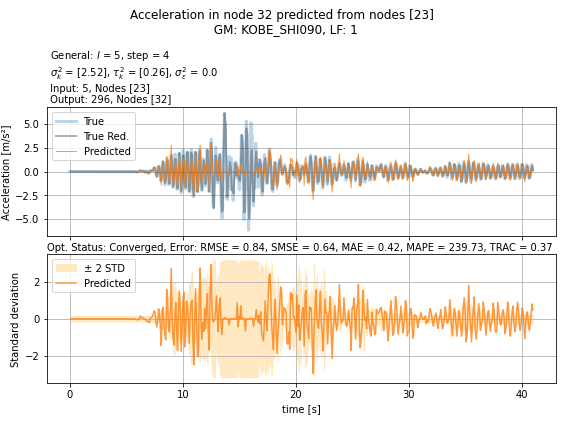 Acceleration in node 32 predicted from nodes [23]
GM: KOBE_SHI090, LF: 1
General: l = 5, step = 4
σ²ₖ = [2.52], τ²ₖ = [0.26], σ²ε = 0.0
Input: 5, Nodes [23]
Output: 296, Nodes [32]
Acceleration [m/s²]
5.0
2.5
0.0
−2.5
−5.0
True
True Red.
Predicted
Opt. Status: Converged, Error: RMSE = 0.84, SMSE = 0.64, MAE = 0.42, MAPE = 239.73, TRAC = 0.37
Standard deviation
2
0
−2
± 2 STD
Predicted
0 10 20 30 40
time [s]